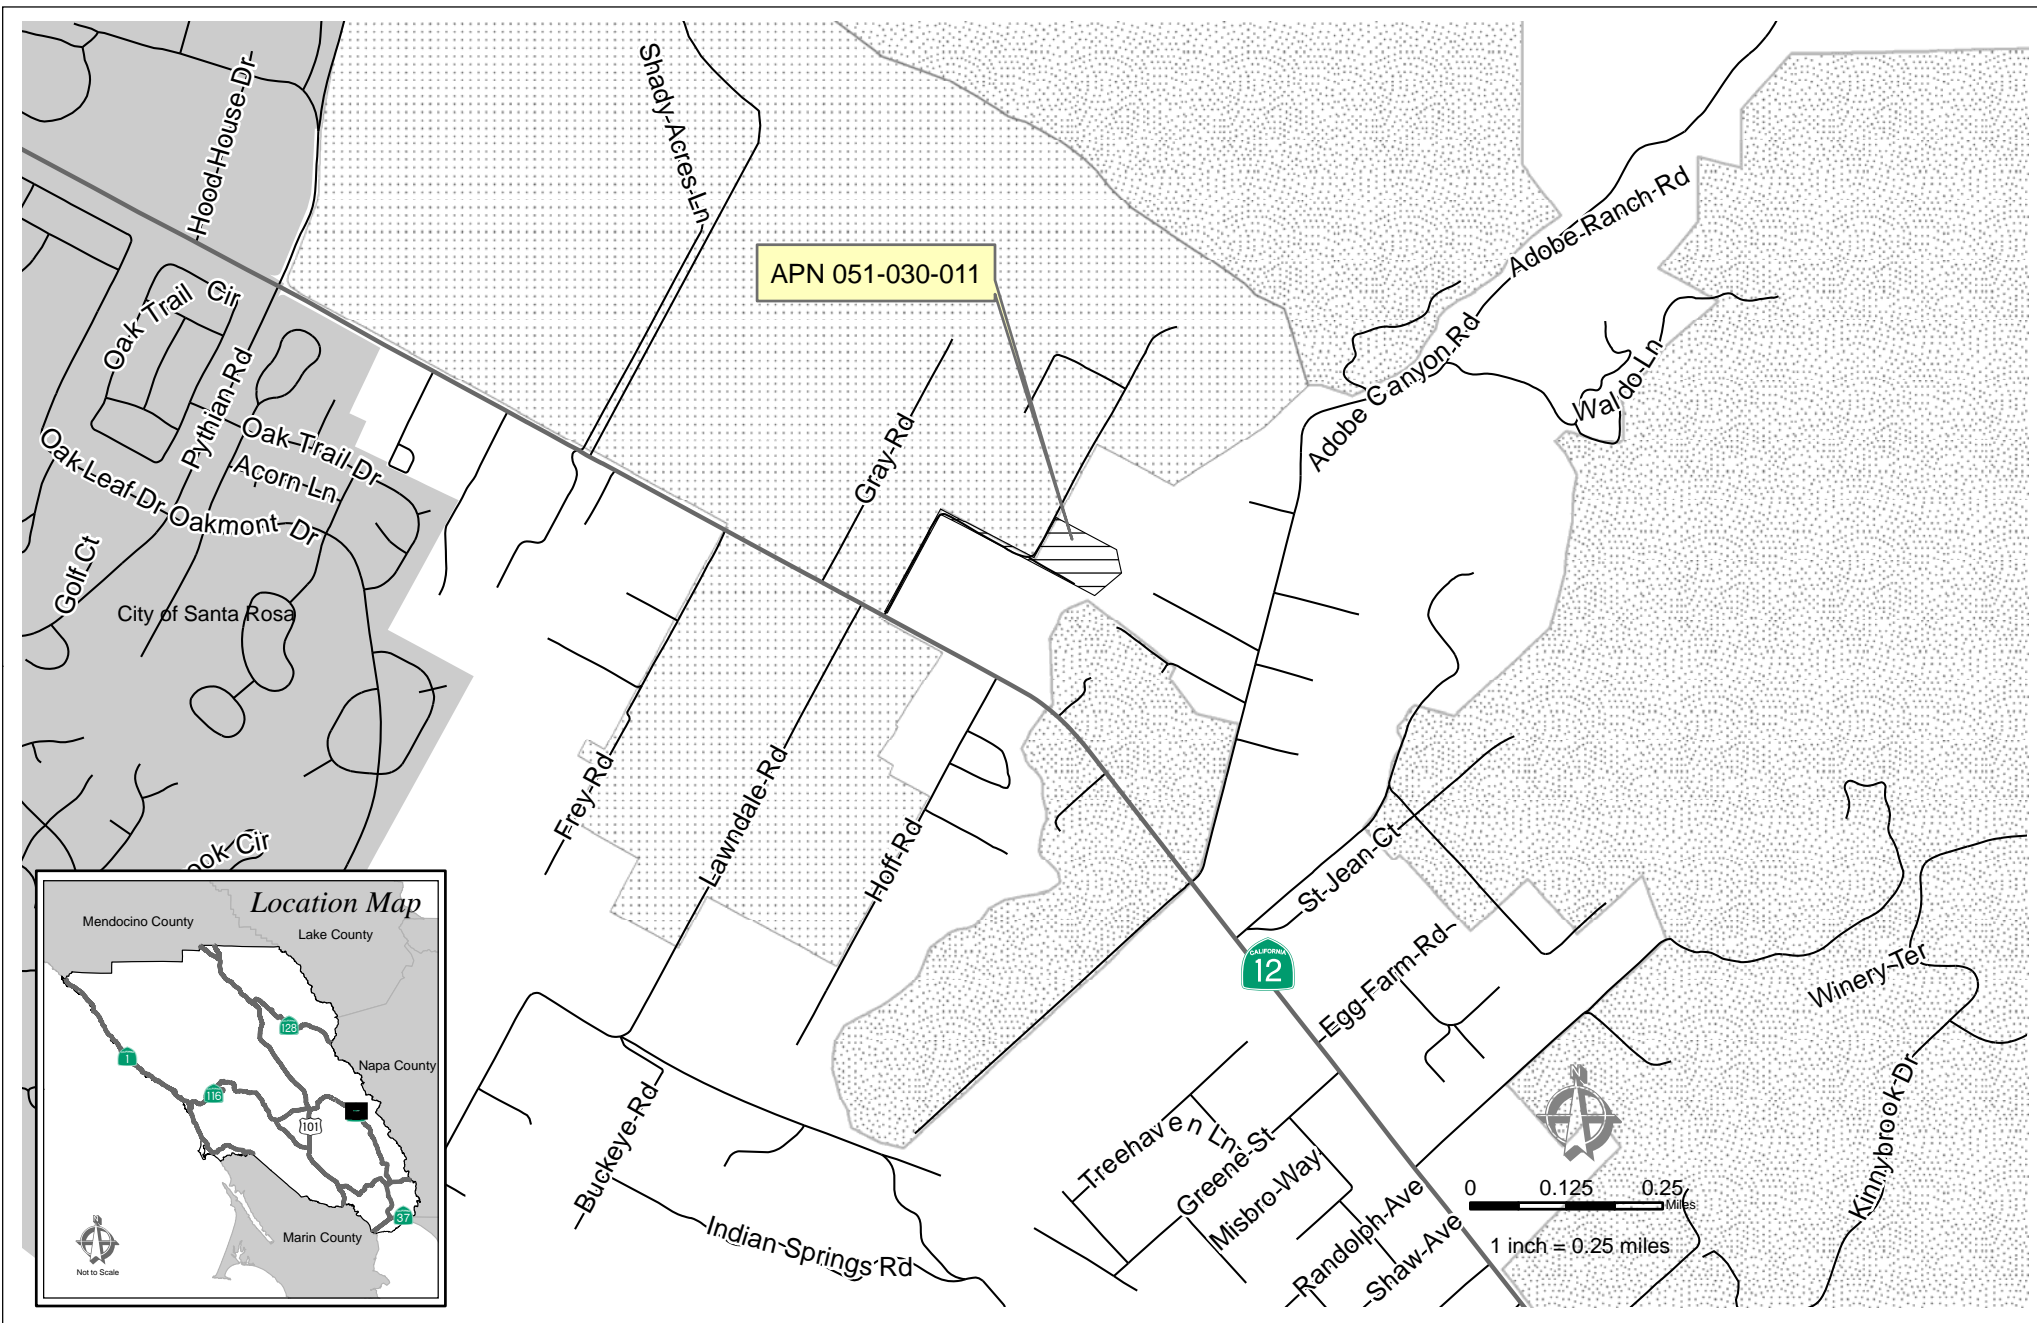 Hood-House-Dr
Shady-Acres-Ln
Adobe-Ranch-Rd
APN 051-030-011
Oak Trail Cir
Adobe Canyon Rd
Waldo-Ln
Pythian-Rd
Gray-Rd
Oak-Trail-Dr
Acorn-Ln
Oak-Leaf-Dr
Oakmont Dr
Golf Ct
City of Santa Rosa
Frey-Rd
Lawndale-Rd
Hoff-Rd
St-Jean-Ct
ook Cir
Egg-Farm-Rd
Winery-Ter
CALIFORNIA
12
Kinnybrook-Dr
Buckeye-Rd
Treehaven Ln
Greene-St
Misbro-Way
Randolph-Ave
Shaw-Ave
Indian-Springs Rd
N
0 0.125 0.25
Miles
1 inch = 0.25 miles
Location Map
Mendocino County
Lake County
128
1
Napa County
116
101
37
Marin County
N
Not to Scale